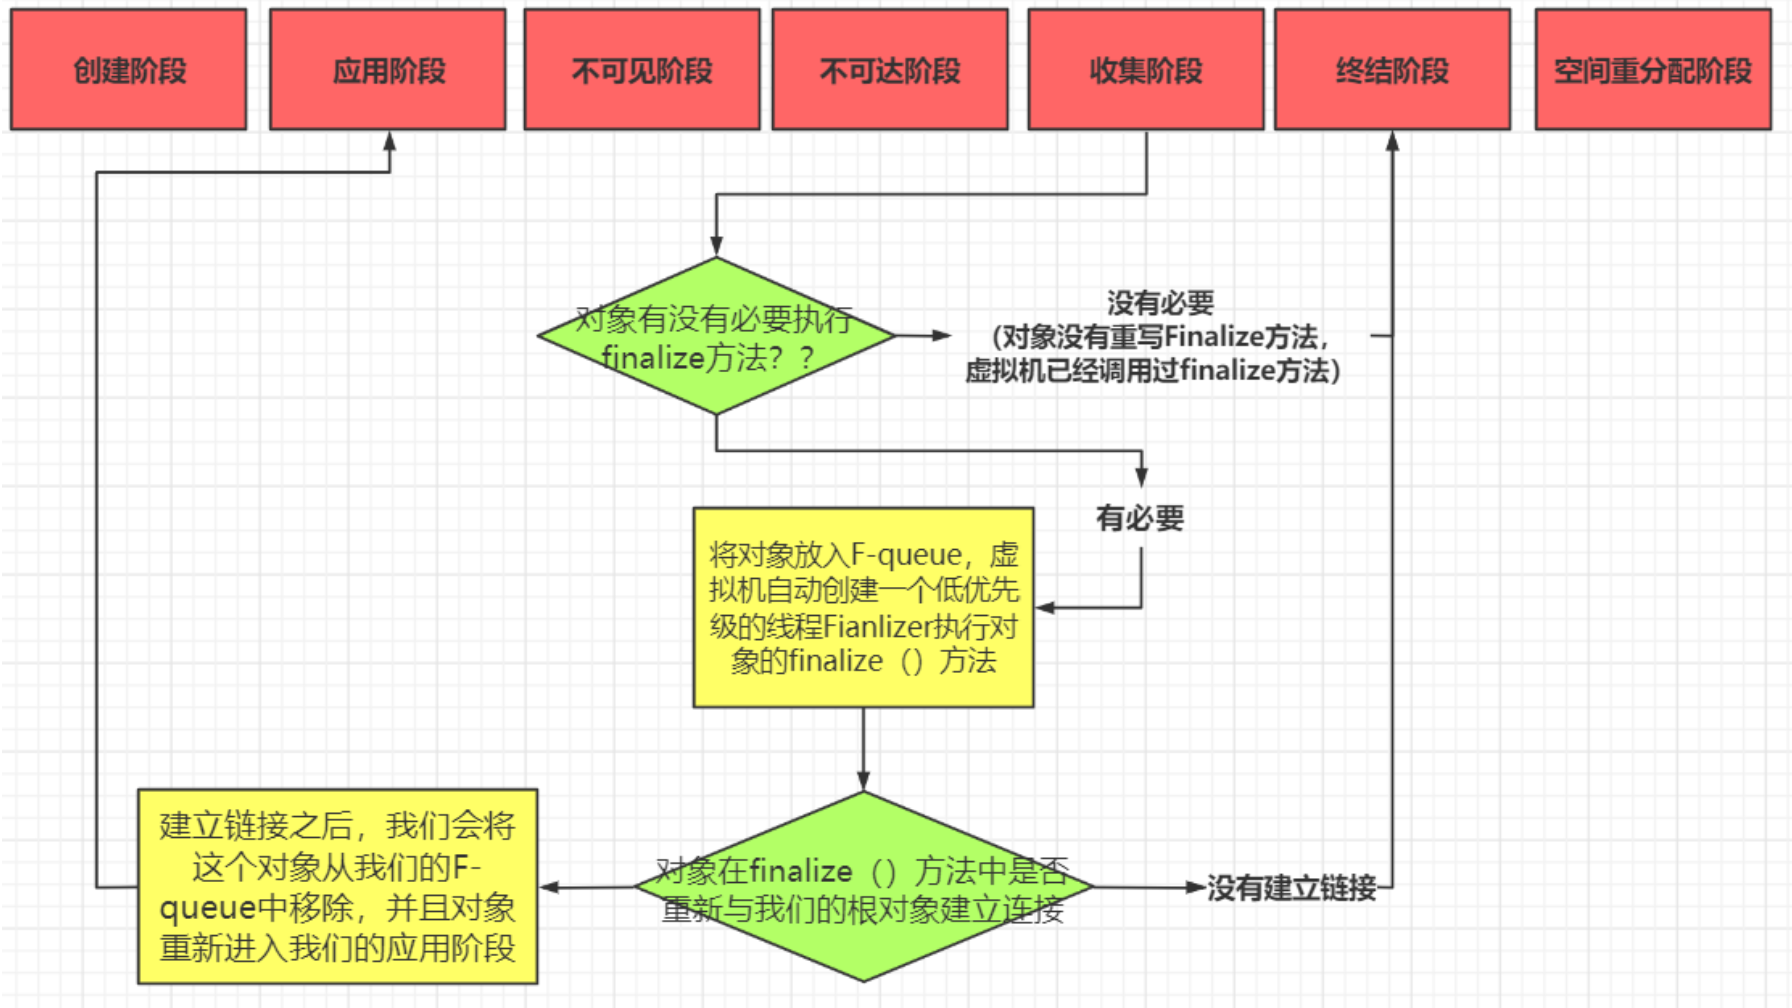 创建阶段
应用阶段
不可见阶段
不可达阶段
收集阶段
终结阶段
空间重分配阶段
对象有没有必要执行
finalize方法？？
没有必要
（对象没有重写Finalize方法，
虚拟机已经调用过finalize方法）
有必要
将对象放入F-queue，虚
拟机自动创建一个低优先
级的线程Fianlizer执行对
象的finalize（）方法
建立链接之后，我们会将
这个对象从我们的F-
queue中移除，并且对象
重新进入我们的应用阶段
对象在finalize（）方法中是否
重新与我们的根对象建立连接
没有建立链接